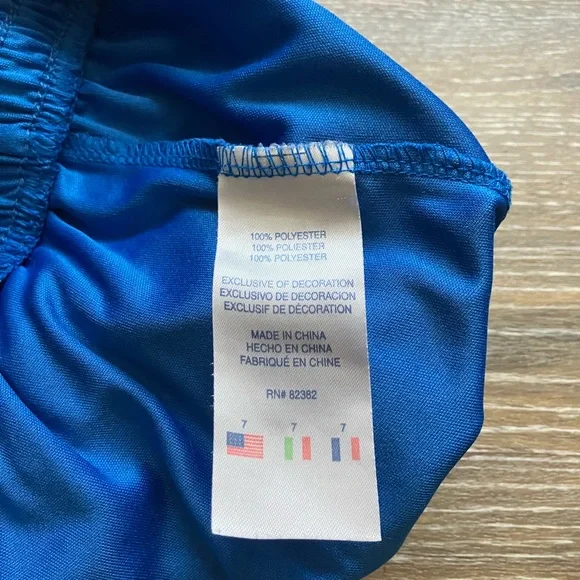 100% POLYESTER
100% POLIESTER
100% POLYESTER
EXCLUSIVE OF DECORATION
EXCLUSIVO DE DECORACION
EXCLUSIF DE DÉCORATION
MADE IN CHINA
HECHO EN CHINA
FABRIQUÉ EN CHINE
RN# 82382
7 7 7